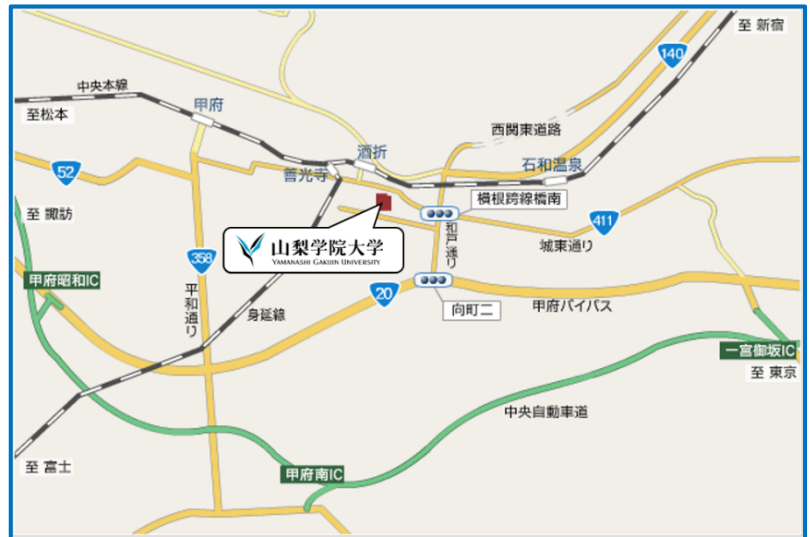 至 新宿
140
中央本線
甲府
至松本
西関東道路
酒折
石和温泉
52
善光寺
横根跨線橋南
至 諏訪
411
和戸通り
城東通り
山梨学院大学
YAMANASHI GAKUIN UNIVERSITY
358
甲府昭和IC
20
平和通り
身延線
向町二
甲府バイパス
一宮御坂IC
至 東京
中央自動車道
至 富士
甲府南IC